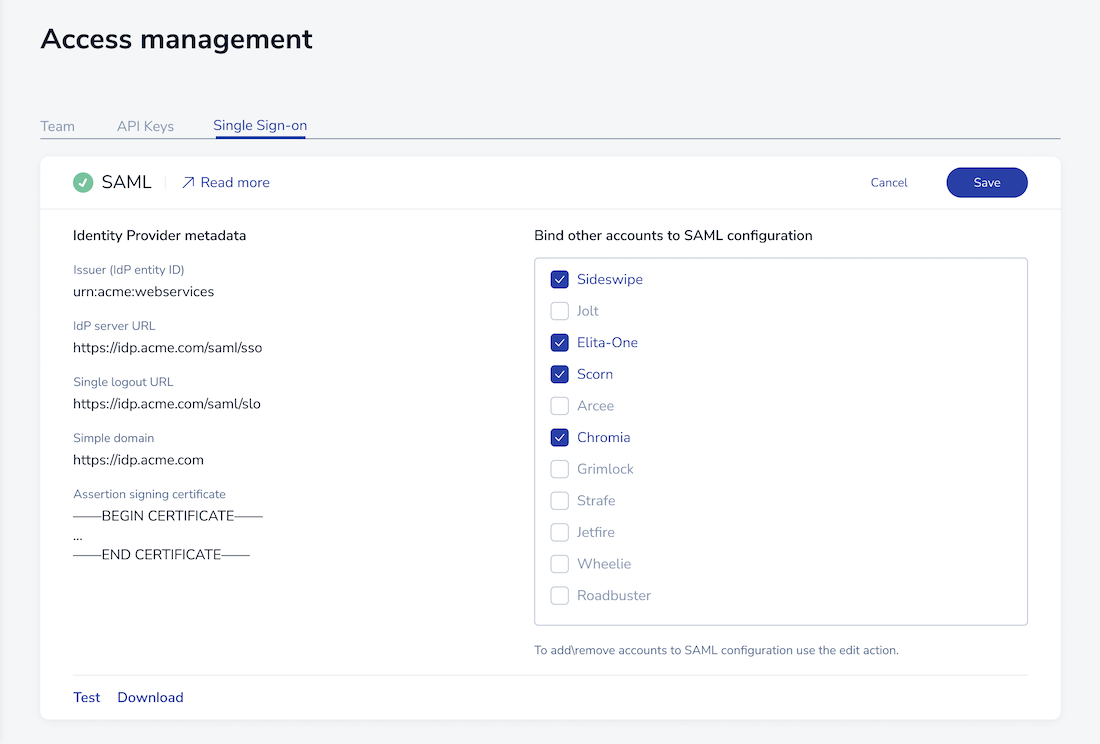 Access management
Team
API Keys
Single Sign-on
SAML
Read more
Cancel
Save
Identity Provider metadata
Issuer (IdP entity ID)
urn:acme:webservices
IdP server URL
https://idp.acme.com/saml/sso
Single logout URL
https://idp.acme.com/saml/slo
Simple domain
https://idp.acme.com
Assertion signing certificate
——BEGIN CERTIFICATE——
...
——END CERTIFICATE——
Bind other accounts to SAML configuration
Sideswipe
Jolt
Elita-One
Scorn
Arcee
Chromia
Grimlock
Strafe
Jetfire
Wheelie
Roadbuster
To add\remove accounts to SAML configuration use the edit action.
Test
Download